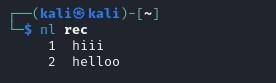 ┌──(kali㉿kali)-[~]
└─$ nl rec
     1	hiii
     2	helloo